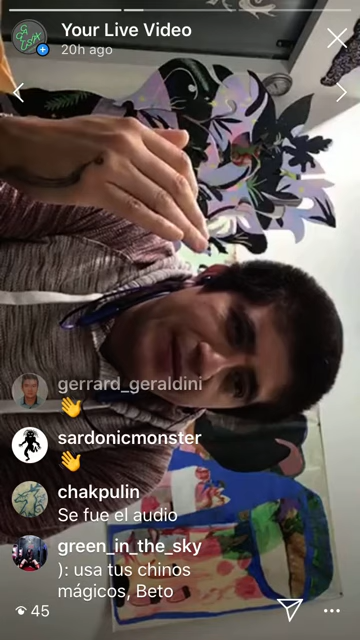 Your Live Video
20h ago
gerrard_geraldini
👋
sardonicmonster
👋
chakpulin
Se fue el audio
green_in_the_sky
): usa tus chinos
mágicos, Beto
45